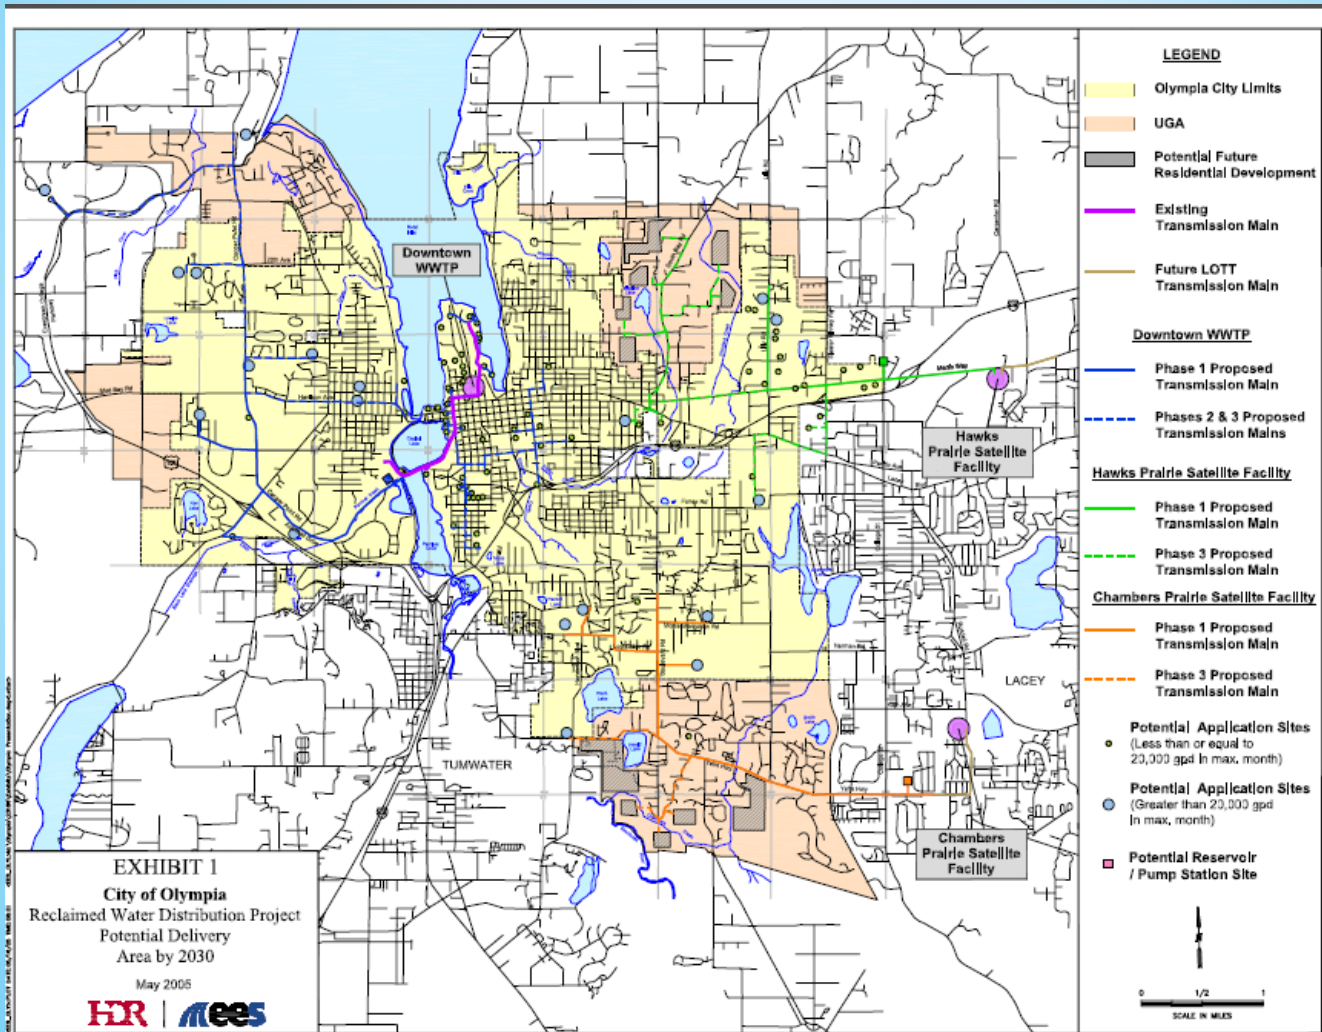 LEGEND
Olympia City Limits
UGA
Potential Future
Residential Development
Existing
Transmission Main
Future LOTT
Transmission Main
Downtown WWTP
Phase 1 Proposed
Transmission Main
Phases 2 & 3 Proposed
Transmission Mains
Hawks Prairie Satellite Facility
Phase 1 Proposed
Transmission Main
Phase 3 Proposed
Transmission Main
Chambers Prairie Satellite Facility
Phase 1 Proposed
Transmission Main
Phase 3 Proposed
Transmission Main
Potential Application Sites
(Less than or equal to
20,000 gpd in max. month)
Potential Application Sites
(Greater than 20,000 gpd
in max. month)
Potential Reservoir
/ Pump Station Site
0 1/2 1
SCALE IN MILES
Downtown
WWTP
Hawks
Prairie Satellite
Facility
Chambers
Prairie Satellite
Facility
LACEY
TUMWATER
Yelm Hwy
EXHIBIT 1
City of Olympia
Reclaimed Water Distribution Project
Potential Delivery
Area by 2030
May 2005
HDR
ees